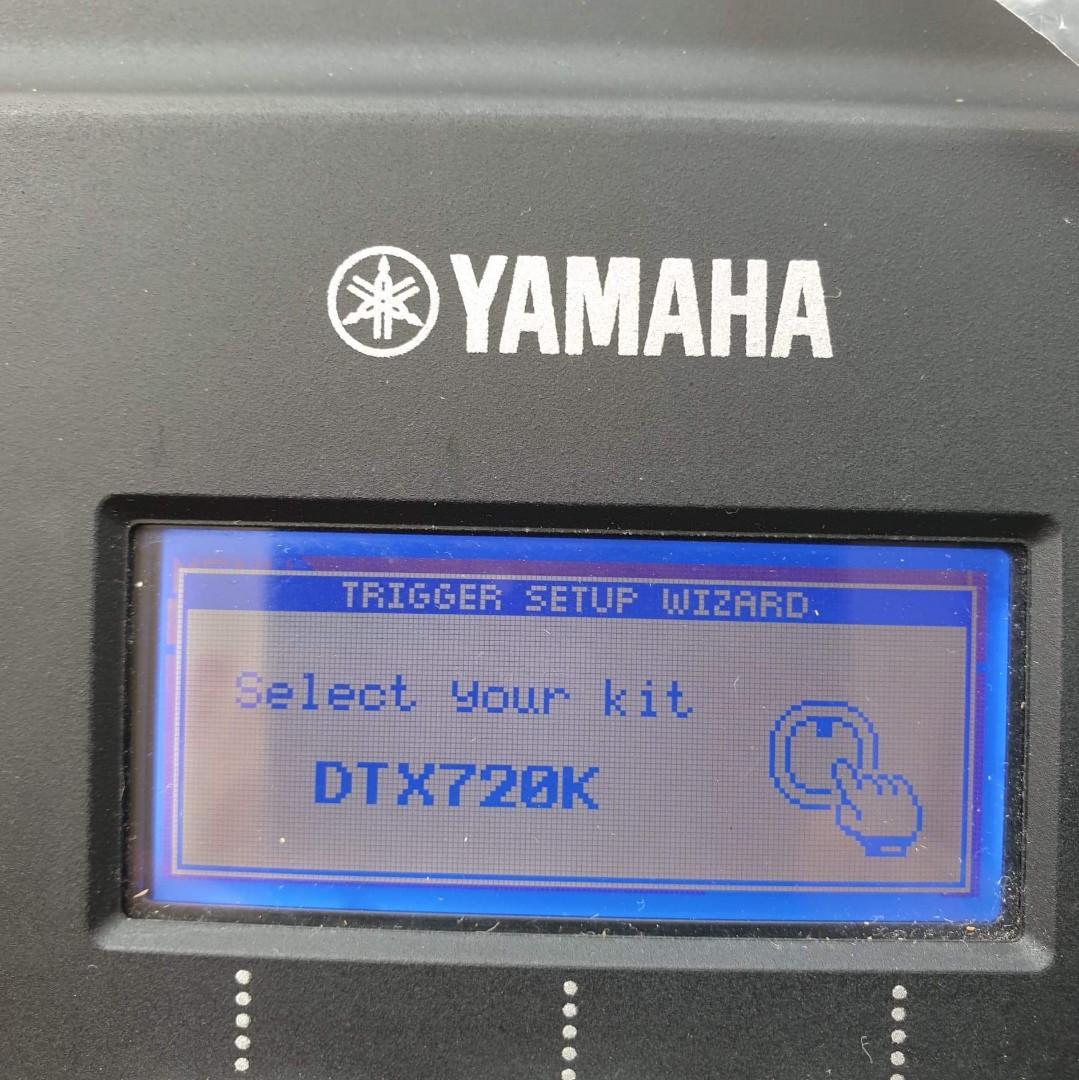 YAMAHA
TRIGGER SETUP WIZARD
Select your kit
DTX720K